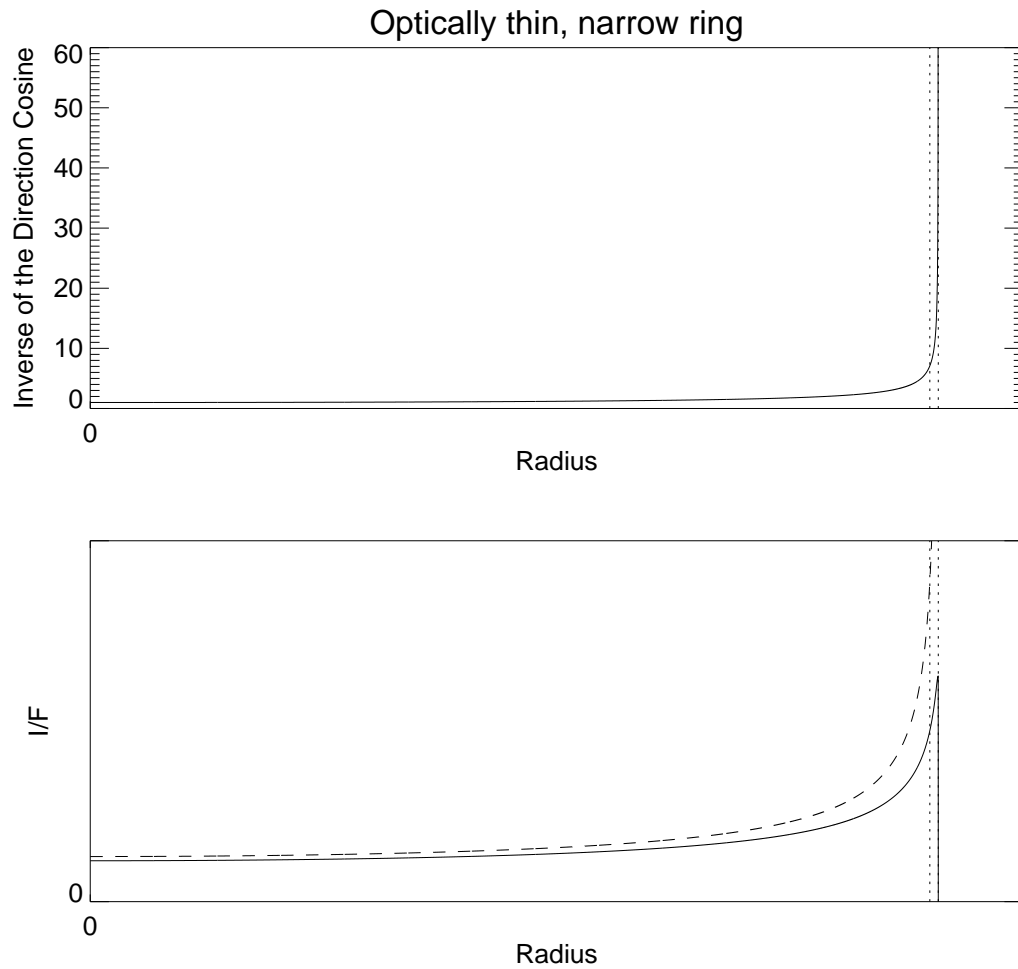 Optically thin, narrow ring
Inverse of the Direction Cosine
60
50
40
30
20
10
0
0
Radius
I/F
0
0
Radius